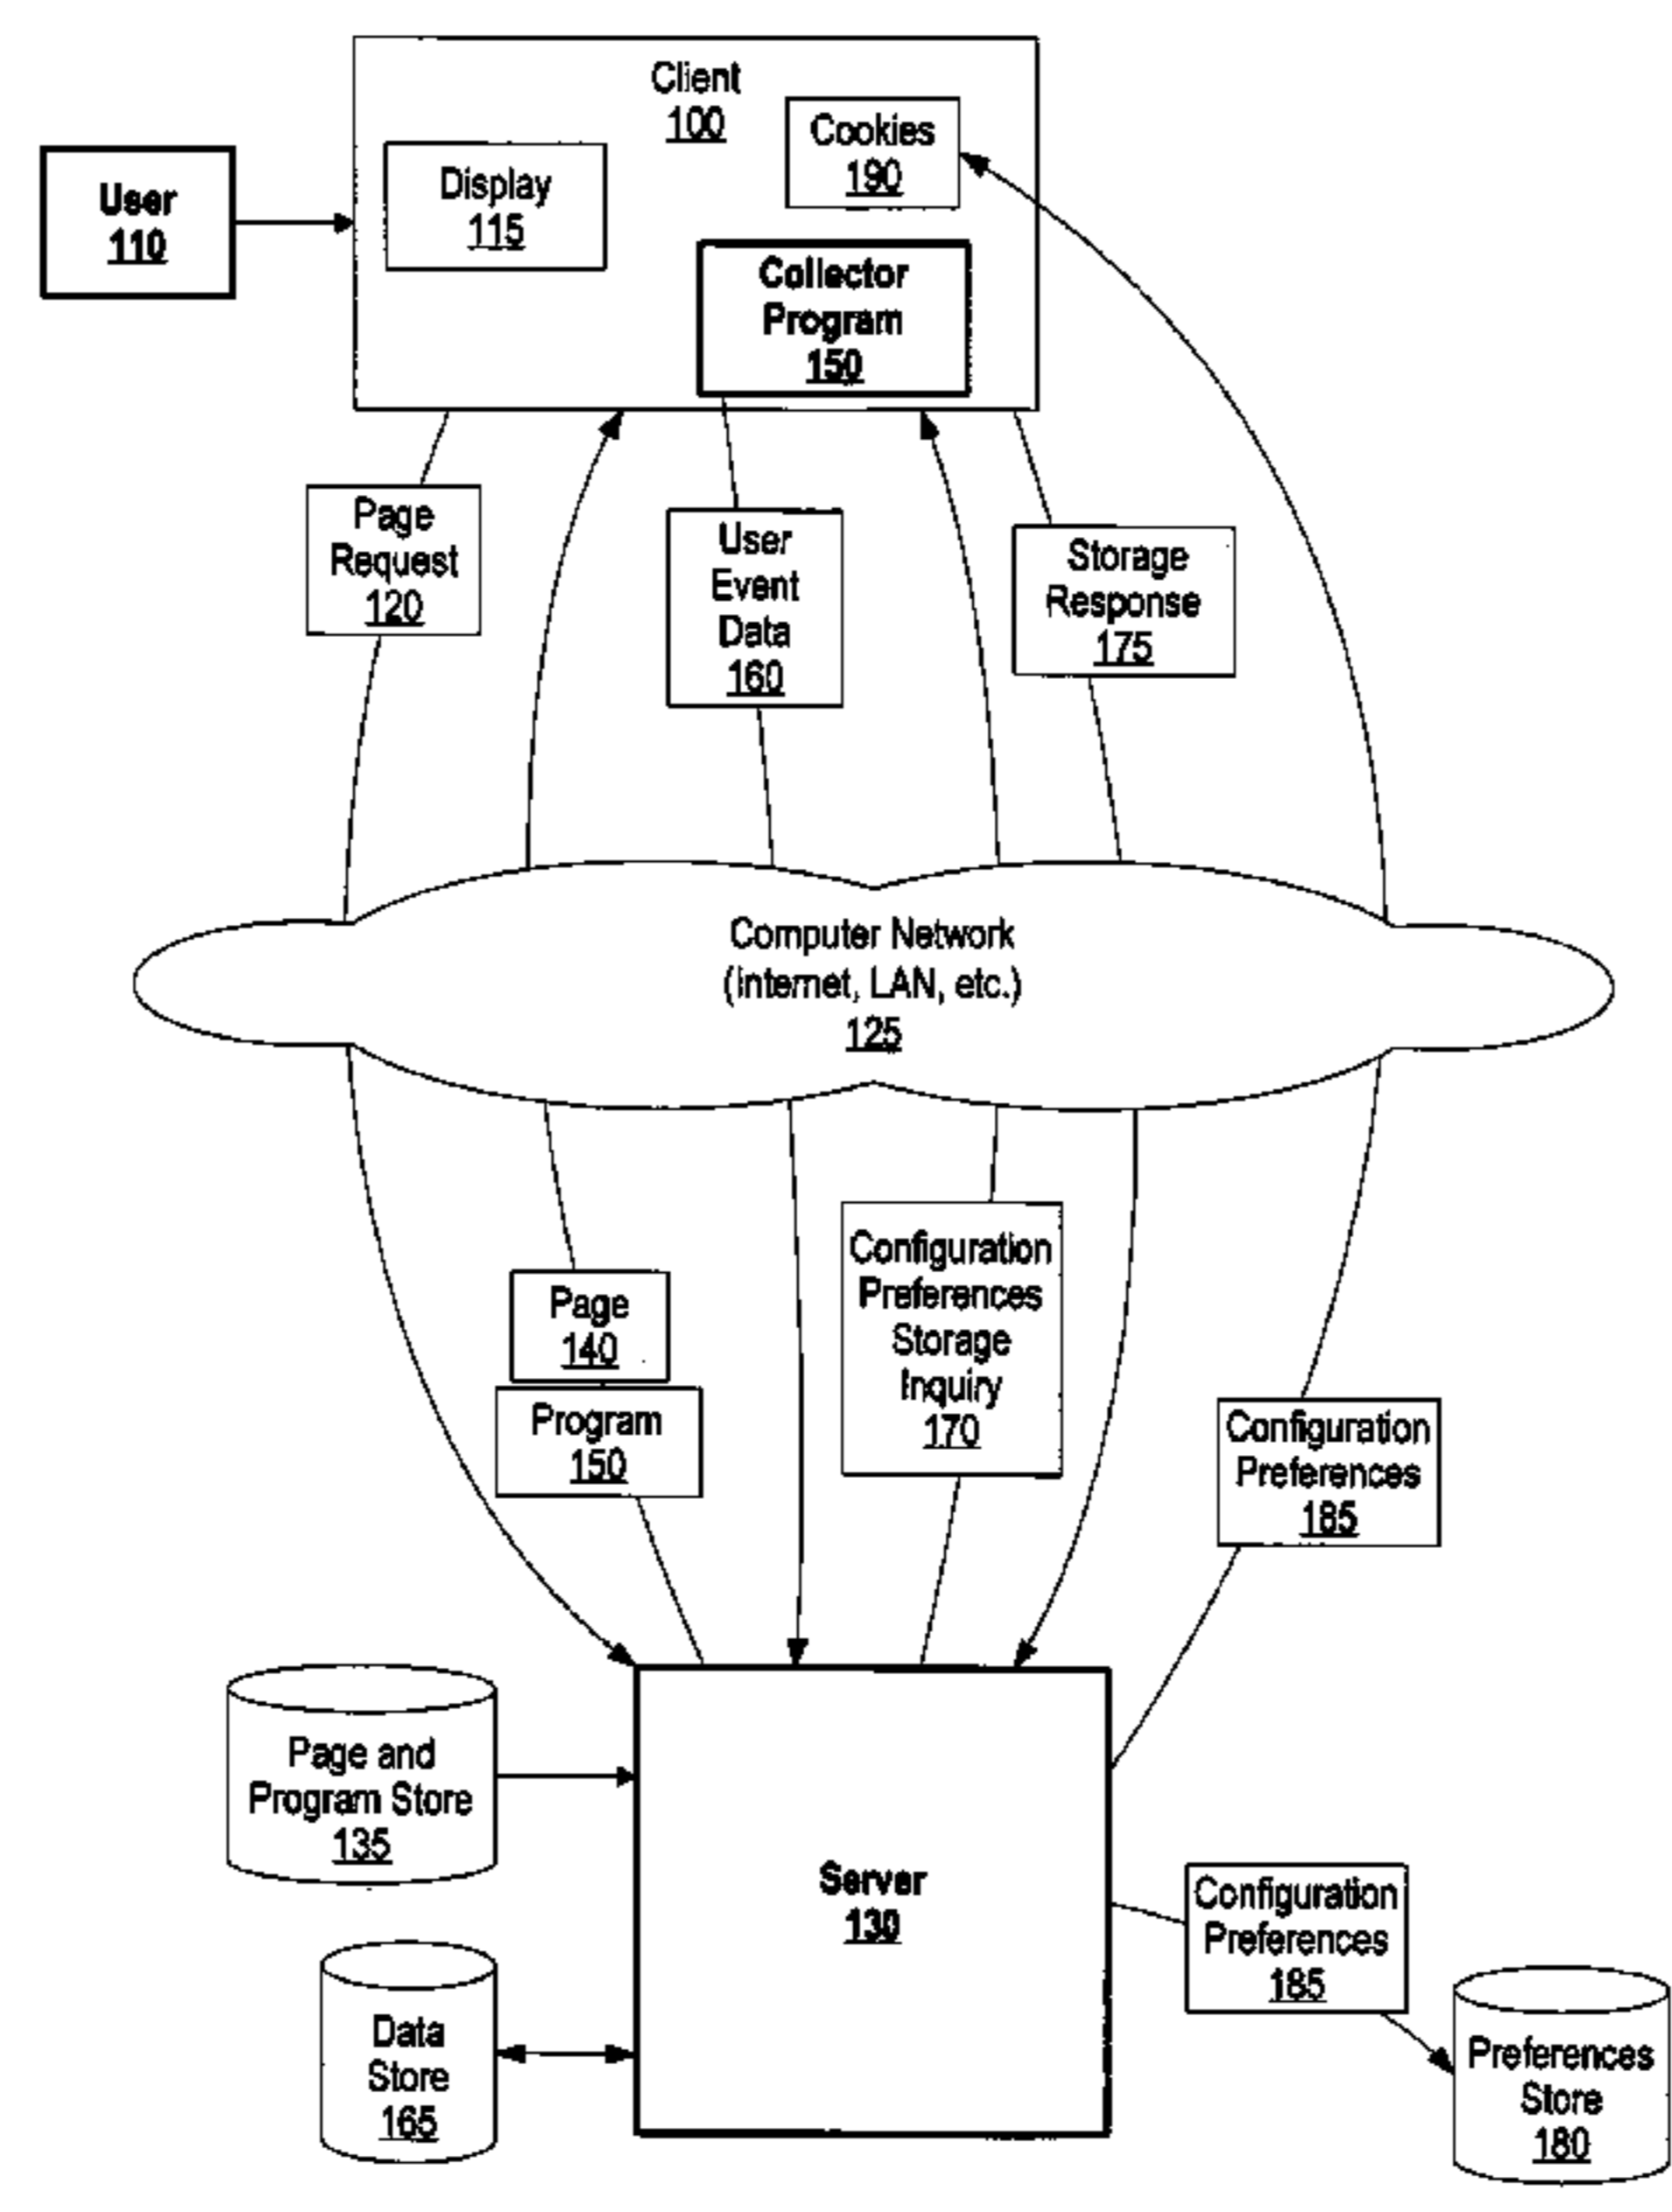 Client
100
Cookies
190
User
110
Display
115
Collector
Program
150
Page
Request
120
User
Event
Data
160
Storage
Response
175
Computer Network
(Internet, LAN, etc.)
125
Page
140
Program
150
Configuration
Preferences
Storage
Inquiry
170
Configuration
Preferences
185
Page and
Program Store
135
Server
130
Configuration
Preferences
185
Data
Store
165
Preferences
Store
180